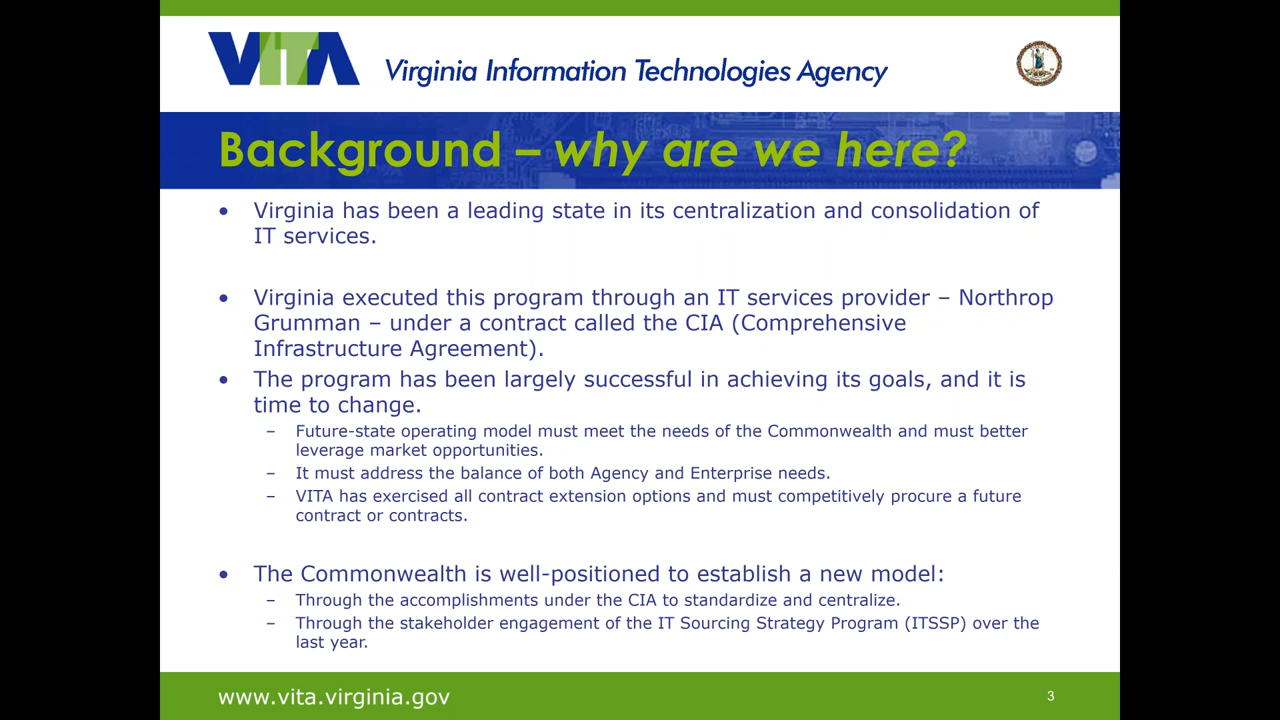 VITA
Virginia Information Technologies Agency
Background – why are we here?
• Virginia has been a leading state in its centralization and consolidation of
IT services.
• Virginia executed this program through an IT services provider – Northrop
Grumman – under a contract called the CIA (Comprehensive
Infrastructure Agreement).
• The program has been largely successful in achieving its goals, and it is
time to change.
– Future-state operating model must meet the needs of the Commonwealth and must better
leverage market opportunities.
– It must address the balance of both Agency and Enterprise needs.
– VITA has exercised all contract extension options and must competitively procure a future
contract or contracts.
• The Commonwealth is well-positioned to establish a new model:
– Through the accomplishments under the CIA to standardize and centralize.
– Through the stakeholder engagement of the IT Sourcing Strategy Program (ITSSP) over the
last year.
www.vita.virginia.gov
3